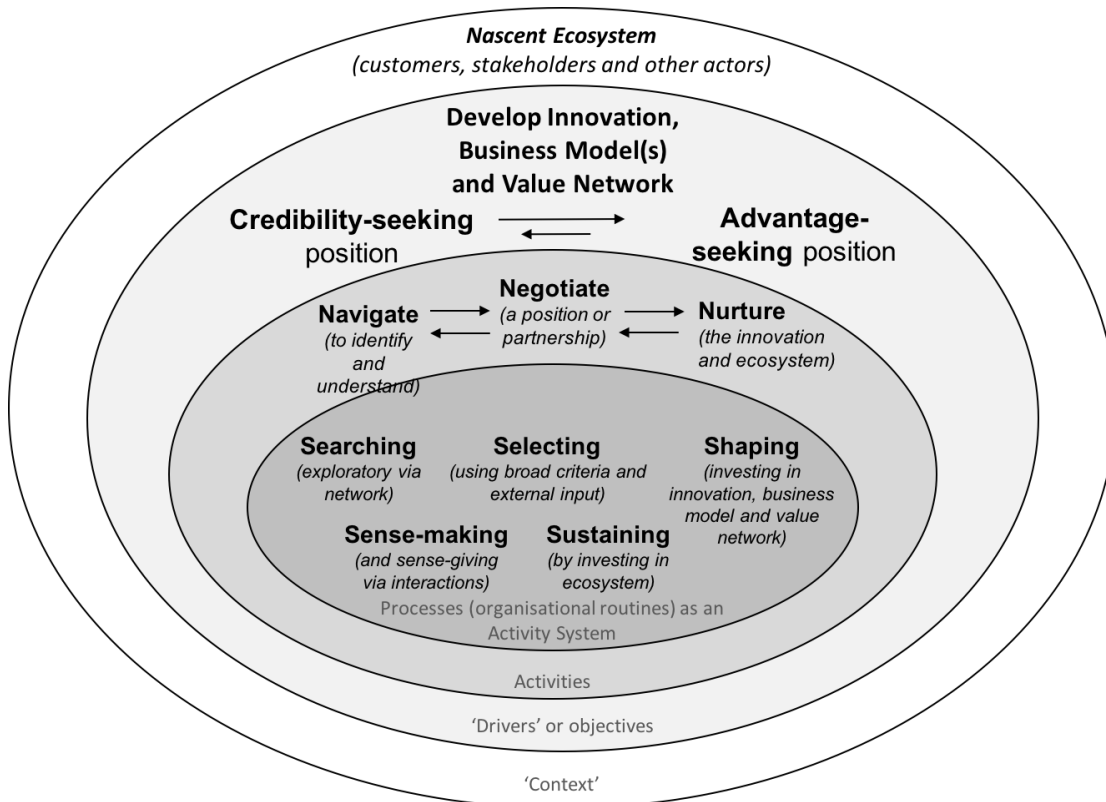 Nascent Ecosystem
(customers, stakeholders and other actors)
Develop Innovation,
Business Model(s)
and Value Network
Credibility-seeking
position
Advantage-
seeking position
Navigate
(to identify
and
understand)
Negotiate
(a position or
partnership)
Nurture
(the innovation
and ecosystem)
Searching
(exploratory via
network)
Selecting
(using broad criteria and
external input)
Shaping
(investing in
innovation, business
model and value
network)
Sense-making
(and sense-giving
via interactions)
Sustaining
(by investing in
ecosystem)
Processes (organisational routines) as an
Activity System
Activities
‘Drivers’ or objectives
‘Context’